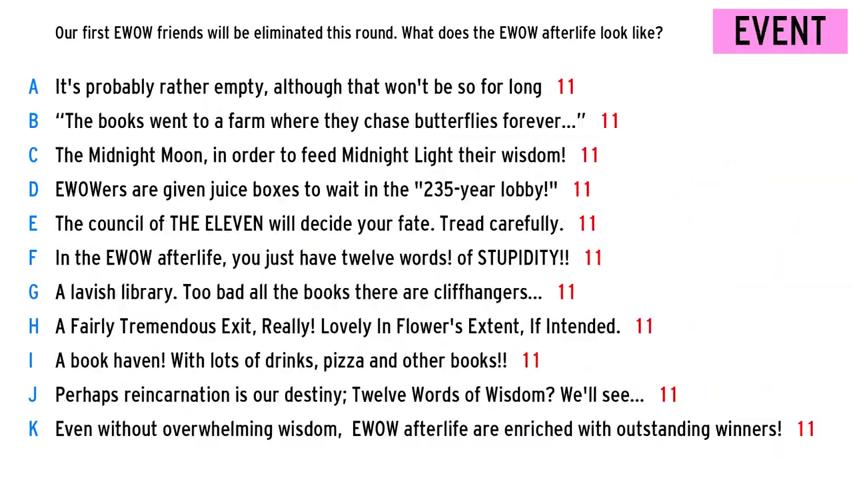 Our first EWOW friends will be eliminated this round. What does the EWOW afterlife look like?
EVENT
A It's probably rather empty, although that won't be so for long 11
B “The books went to a farm where they chase butterflies forever...” 11
C The Midnight Moon, in order to feed Midnight Light their wisdom! 11
D EWOWers are given juice boxes to wait in the "235-year lobby!" 11
E The council of THE ELEVEN will decide your fate. Tread carefully. 11
F In the EWOW afterlife, you just have twelve words! of STUPIDITY!! 11
G A lavish library. Too bad all the books there are cliffhangers... 11
H A Fairly Tremendous Exit, Really! Lovely In Flower's Extent, If Intended. 11
I A book haven! With lots of drinks, pizza and other books!! 11
J Perhaps reincarnation is our destiny; Twelve Words of Wisdom? We'll see... 11
K Even without overwhelming wisdom, EWOW afterlife are enriched with outstanding winners! 11